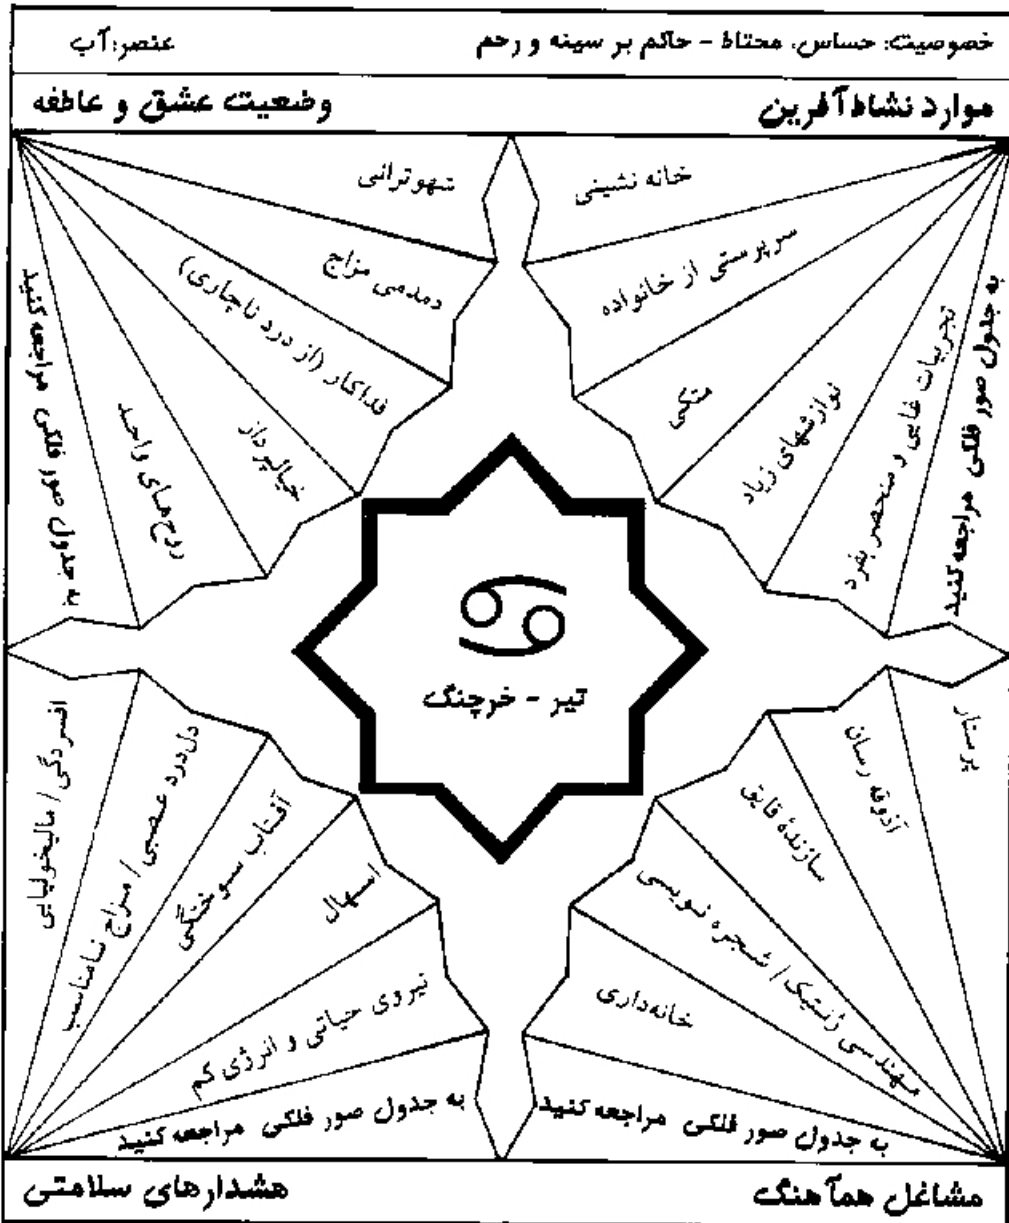 خصوصیت: حساس، محتاط - حاکم بر سینه و رحم
عنصر: آب
موارد نشاط‌آفرین
وضعیت عشق و عاطفه
خانه نشینی
سرپرستی از خانواده
متکی
نوازشهای زیاد
تجربیات غایی و منحصر بفرد
به جدول صور فلکی مراجعه کنید
شهوترانی
دمدمی مزاج
فداکار (از درد ناچاری)
خیالپرداز
روح‌های واحد
به جدول صور فلکی مراجعه کنید
تیر - خرچنگ
پرستار
آذوقه رسان
سازندهٔ قایق
مهندسی ژنتیک / شجره نویسی
خانه‌داری
به جدول صور فلکی مراجعه کنید
افسردگی / مالیخولیایی
دل‌درد عصبی / مزاج نامناسب
آفتاب سوختگی
اسهال
نیروی حیاتی و انرژی کم
به جدول صور فلکی مراجعه کنید
مشاغل همآهنگ
هشدارهای سلامتی